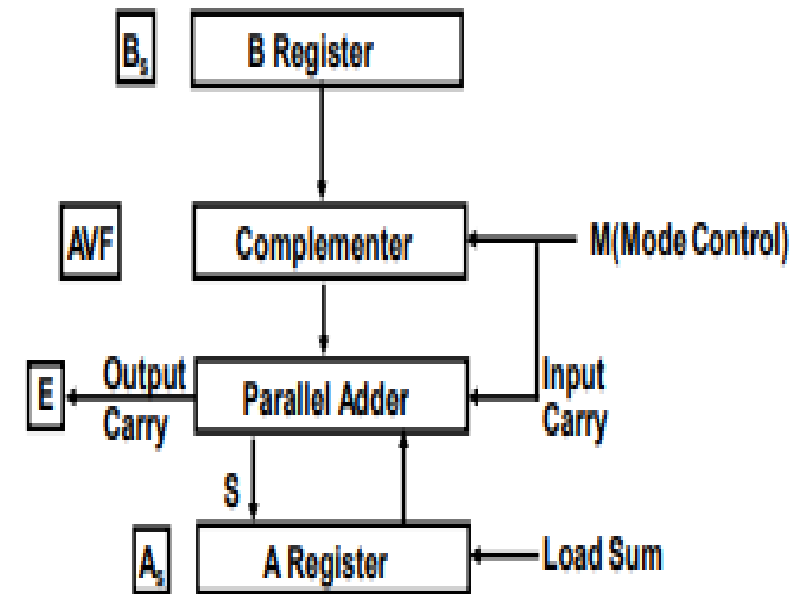 Bs
B Register
AVF
Complementer
M(Mode Control)
E
Output
Carry
Parallel Adder
Input
Carry
S
As
A Register
Load Sum